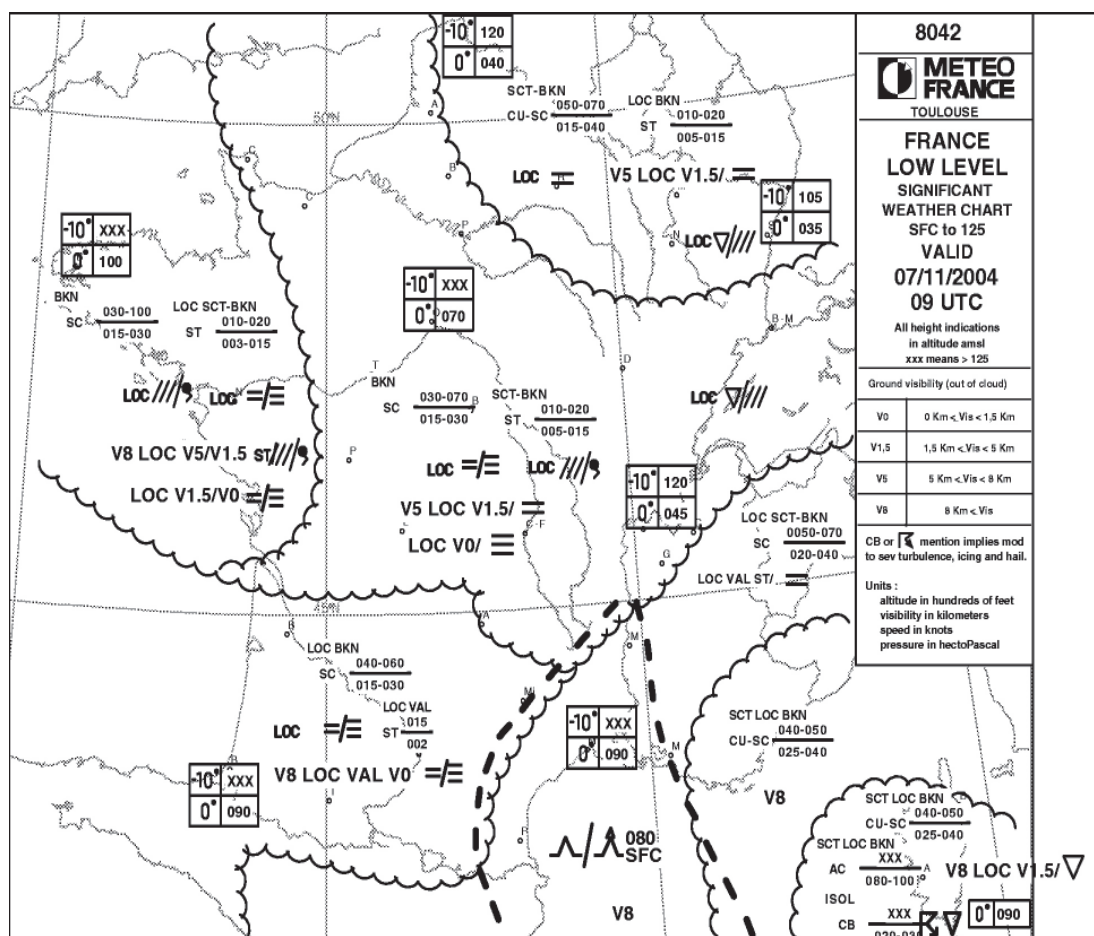 -10° 120
0° 040
SCT-BKN
CU-SC 050-070
015-040
LOC BKN
ST 010-020
005-015
50°N
A
C
B
C
P
N
LOC
V5 LOC V1.5/
LOC
-10° 105
0° 035
-10° XXX
0° 100
BKN
SC 030-100
015-030
LOC SCT-BKN
ST 010-020
003-015
-10° XXX
0° 070
B-M
D
T
BKN
SC 030-070
015-030
B
SCT-BKN
ST 010-020
005-015
LOC
LOC
LOC
V8 LOC V5/V1.5 ST/
LOC V1.5/V0
P
LOC
LOC
V5 LOC V1.5/
LOC V0/
C-F
-10° 120
0° 045
G
LOC SCT-BKN
SC 0050-070
020-040
LOC VAL ST/
45°N
A
M
LOC BKN
SC 040-060
015-030
LOC VAL
ST 015
002
LOC
V8 LOC VAL V0
-10° XXX
0° 090
-10° XXX
0° 090
M
SCT LOC BKN
CU-SC 040-050
025-040
V8
P
080
SFC
V8
SCT LOC BKN
CU-SC 040-050
025-040
SCT LOC BKN
AC XXX
080-100
A
V8 LOC V1.5/
ISOL
CB XXX
0° 090
8042
METEO
FRANCE
TOULOUSE
FRANCE
LOW LEVEL
SIGNIFICANT
WEATHER CHART
SFC to 125
VALID
07/11/2004
09 UTC
All height indications
in altitude amsl
xxx means > 125
Ground visibility (out of cloud)
V0 0 Km < Vis < 1,5 Km
V1,5 1,5 Km < Vis < 5 Km
V5 5 Km < Vis < 8 Km
V8 8 Km < Vis
CB or mention implies mod
to sev turbulence, icing and hail.
Units :
altitude in hundreds of feet
visibility in kilometers
speed in knots
pressure in hectoPascal